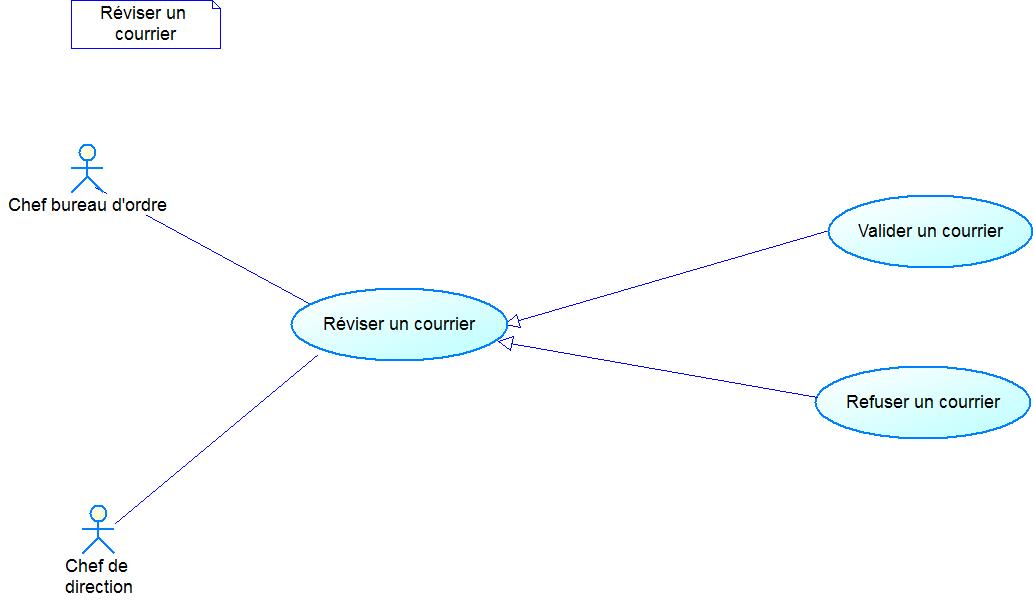 Réviser un
courrier
Chef bureau d'ordre
Valider un courrier
Réviser un courrier
Refuser un courrier
Chef de
direction